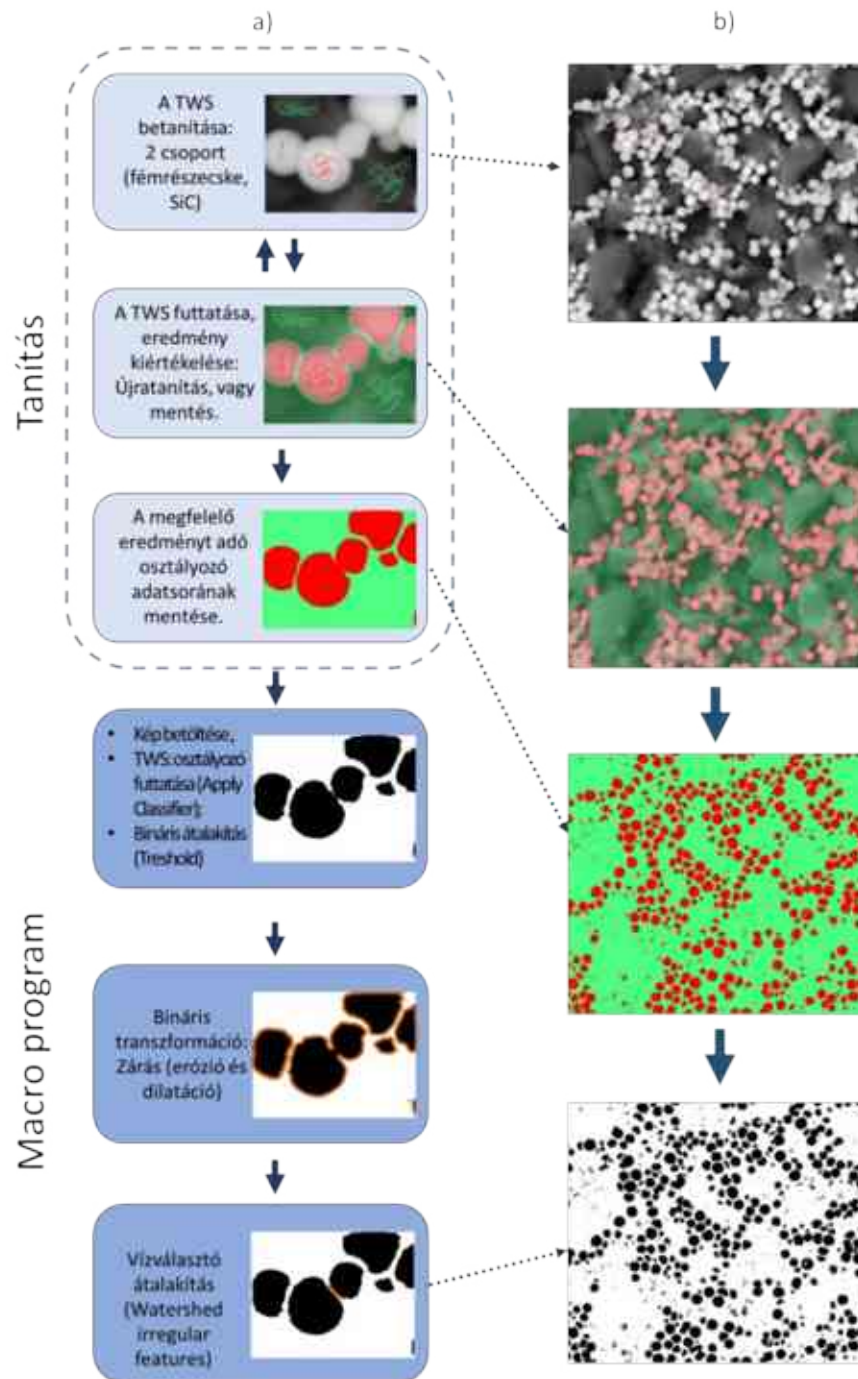 a)
b)
Tanítás
A TWS
betanítása:
2 csoport
(fémrészecske,
SiC)
A TWS futtatása,
eredmény
kiértékelése:
Újratanítás, vagy
mentés.
A megfelelő
eredményt adó
osztályozó
adatsorának
mentése.
Macro program
• Kép betöltése,
• TWS: osztályozó
futtatása (Apply
Classifier);
• Bináris átalakítás
(Treshold)
Bináris
transzformáció:
Zárás (erózió és
dilatáció)
Vízválasztó
átalakítás
(Watershed
irregular
features)